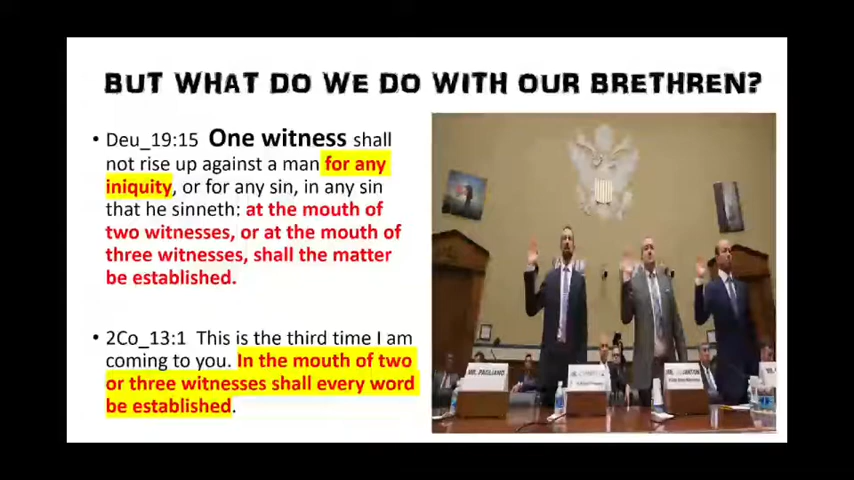 BUT WHAT DO WE DO WITH OUR BRETHREN?
• Deu_19:15 One witness shall
not rise up against a man for any
iniquity, or for any sin, in any sin
that he sinneth: at the mouth of
two witnesses, or at the mouth of
three witnesses, shall the matter
be established.
• 2Co_13:1 This is the third time I am
coming to you. In the mouth of two
or three witnesses shall every word
be established.
MR. PAGLIANO